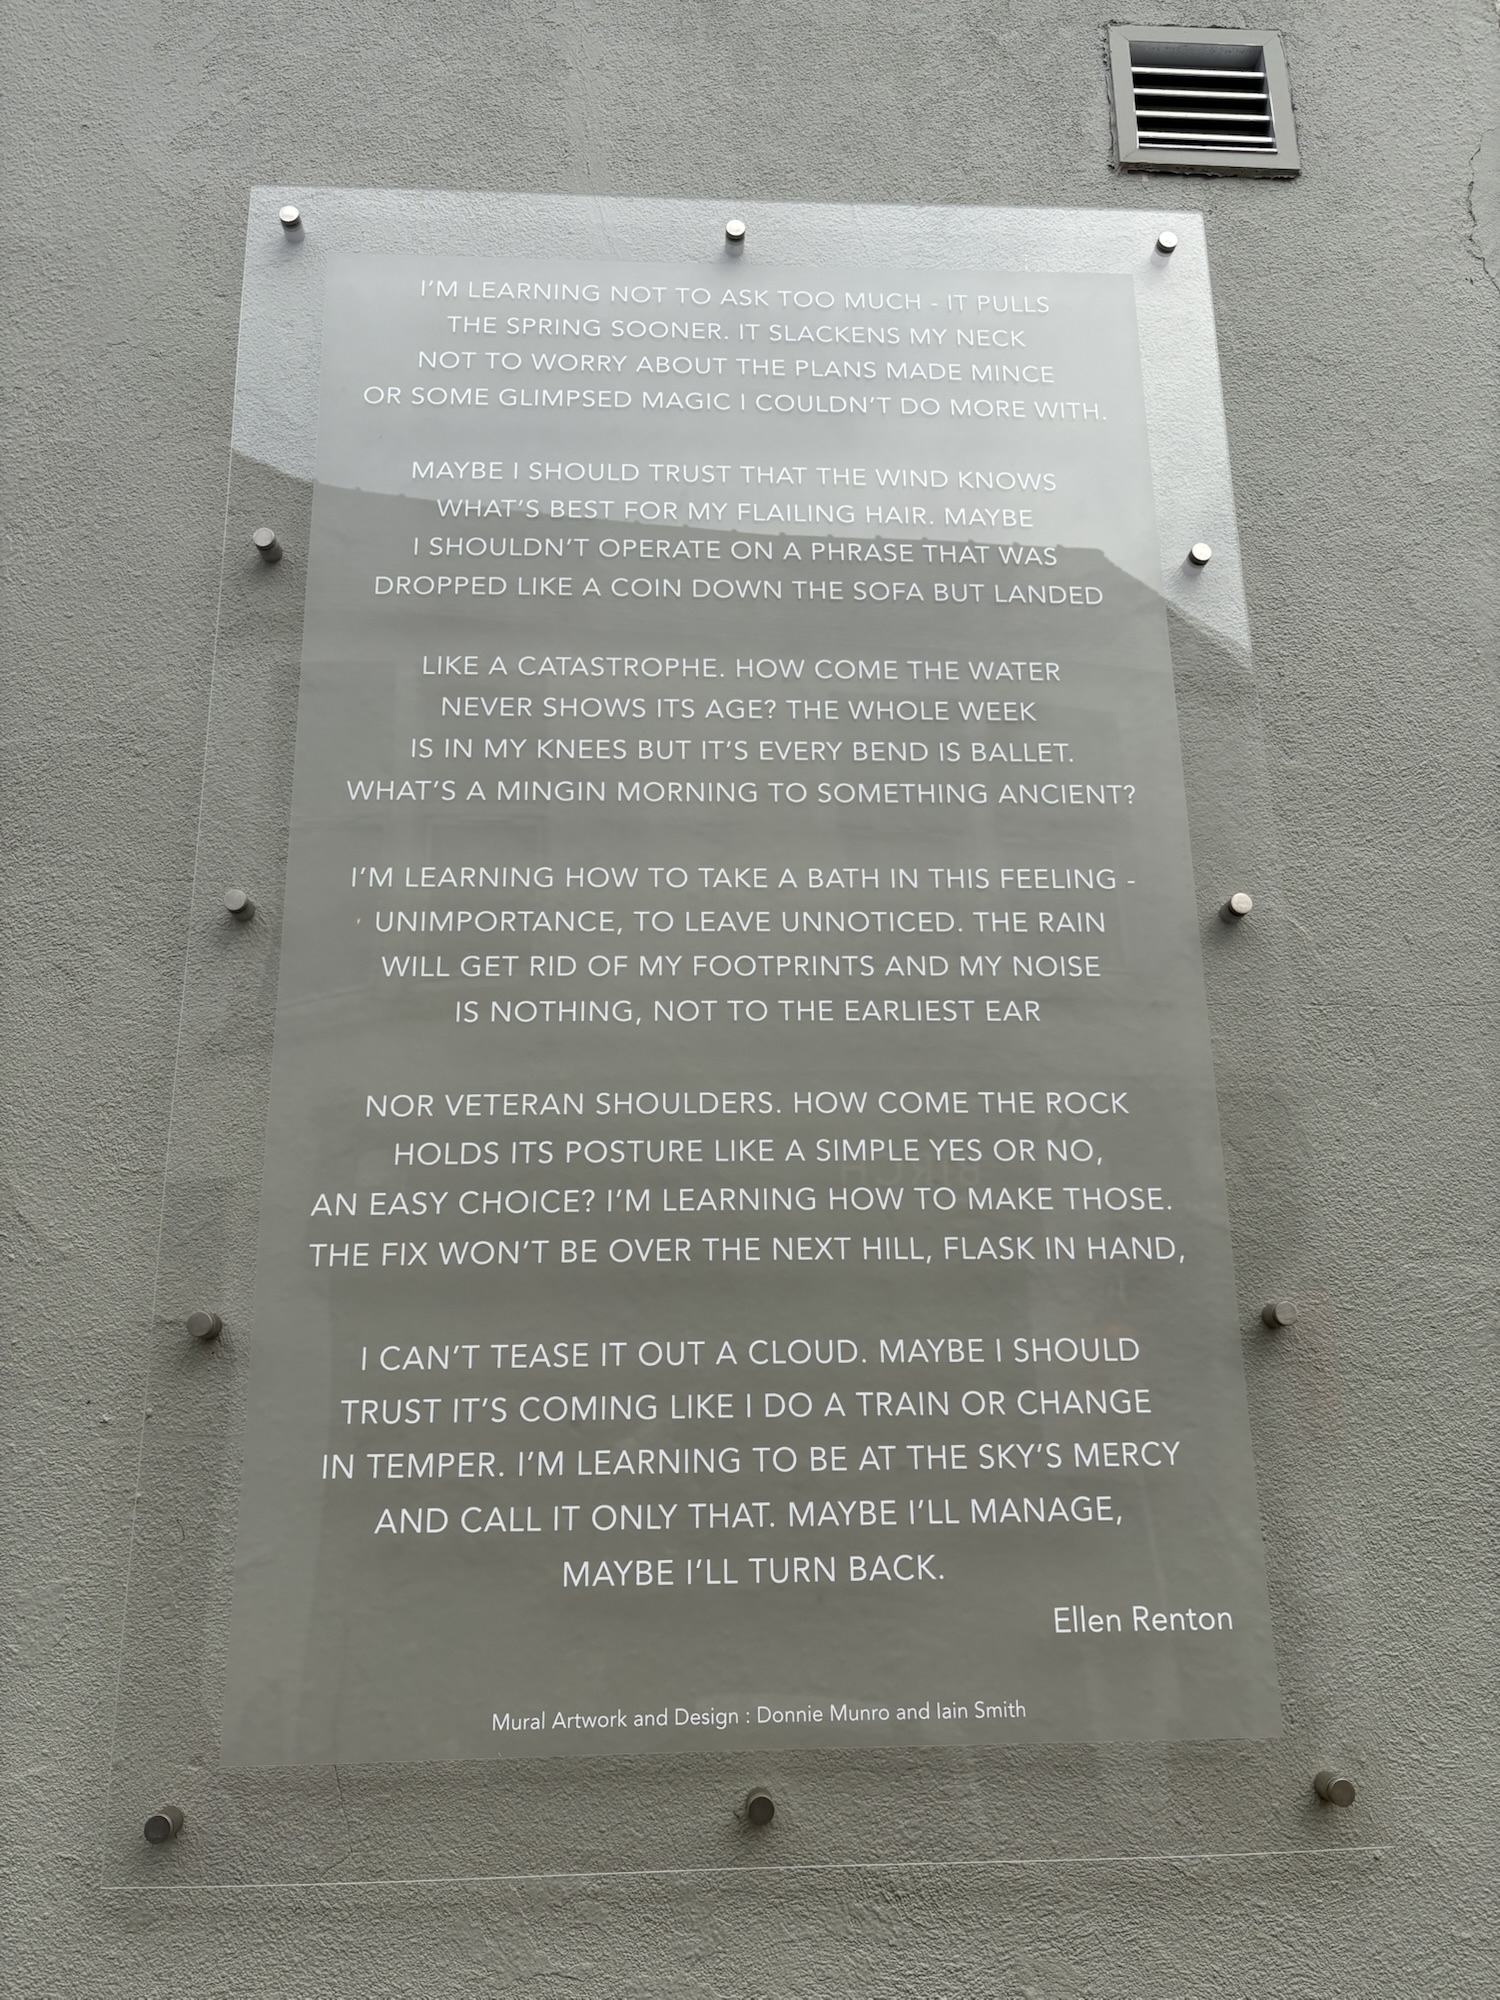 I'M LEARNING NOT TO ASK TOO MUCH - IT PULLS
THE SPRING SOONER. IT SLACKENS MY NECK
NOT TO WORRY ABOUT THE PLANS MADE MINCE
OR SOME GLIMPSED MAGIC I COULDN'T DO MORE WITH.
MAYBE I SHOULD TRUST THAT THE WIND KNOWS
WHAT'S BEST FOR MY FLAILING HAIR. MAYBE
I SHOULDN'T OPERATE ON A PHRASE THAT WAS
DROPPED LIKE A COIN DOWN THE SOFA BUT LANDED
LIKE A CATASTROPHE. HOW COME THE WATER
NEVER SHOWS ITS AGE? THE WHOLE WEEK
IS IN MY KNEES BUT IT'S EVERY BEND IS BALLET.
WHAT'S A MINGIN MORNING TO SOMETHING ANCIENT?
I'M LEARNING HOW TO TAKE A BATH IN THIS FEELING -
UNIMPORTANCE, TO LEAVE UNNOTICED. THE RAIN
WILL GET RID OF MY FOOTPRINTS AND MY NOISE
IS NOTHING, NOT TO THE EARLIEST EAR
NOR VETERAN SHOULDERS. HOW COME THE ROCK
HOLDS ITS POSTURE LIKE A SIMPLE YES OR NO,
AN EASY CHOICE? I'M LEARNING HOW TO MAKE THOSE.
THE FIX WON'T BE OVER THE NEXT HILL, FLASK IN HAND,
I CAN'T TEASE IT OUT A CLOUD. MAYBE I SHOULD
TRUST IT'S COMING LIKE I DO A TRAIN OR CHANGE
IN TEMPER. I'M LEARNING TO BE AT THE SKY'S MERCY
AND CALL IT ONLY THAT. MAYBE I'LL MANAGE,
MAYBE I'LL TURN BACK.
Ellen Renton
Mural Artwork and Design : Donnie Munro and Iain Smith